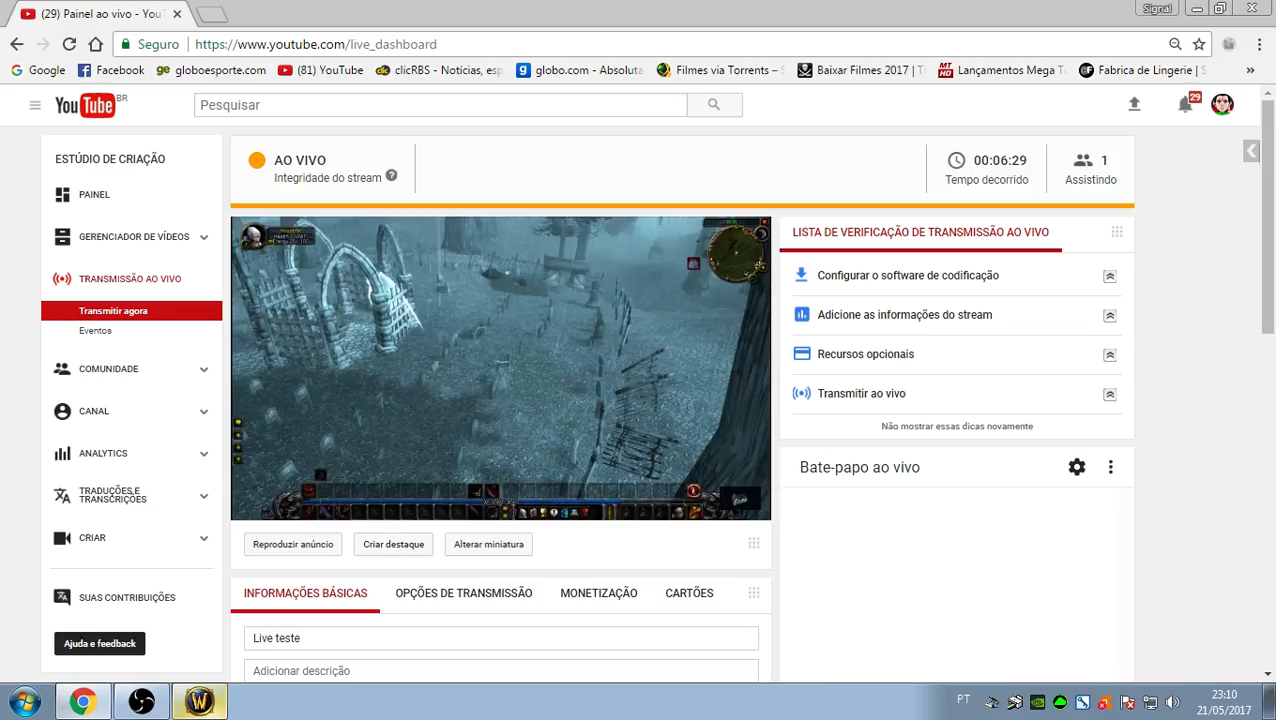 (29) Painel ao vivo - You
Signal
Seguro
https://www.youtube.com/live_dashboard
Google
Facebook
globoesporte.com
(81) YouTube
clicRBS - Notícias, esp
globo.com - Absoluta
Filmes via Torrents –
Baixar Filmes 2017 | T
Lançamentos Mega T
Fabrica de Lingerie | S
YouTube BR
Pesquisar
29
ESTÚDIO DE CRIAÇÃO
PAINEL
GERENCIADOR DE VÍDEOS
TRANSMISSÃO AO VIVO
Transmitir agora
Eventos
COMUNIDADE
CANAL
ANALYTICS
TRADUÇÕES E
TRANSCRIÇÕES
CRIAR
SUAS CONTRIBUIÇÕES
Ajuda e feedback
AO VIVO
Integridade do stream
?
00:06:29
Tempo decorrido
1
Assistindo
Reproduzir anúncio
Criar destaque
Alterar miniatura
INFORMAÇÕES BÁSICAS
OPÇÕES DE TRANSMISSÃO
MONETIZAÇÃO
CARTÕES
Live teste
Adicionar descrição
LISTA DE VERIFICAÇÃO DE TRANSMISSÃO AO VIVO
Configurar o software de codificação
Adicione as informações do stream
Recursos opcionais
Transmitir ao vivo
Não mostrar essas dicas novamente
Bate-papo ao vivo
PT
23:10
21/05/2017